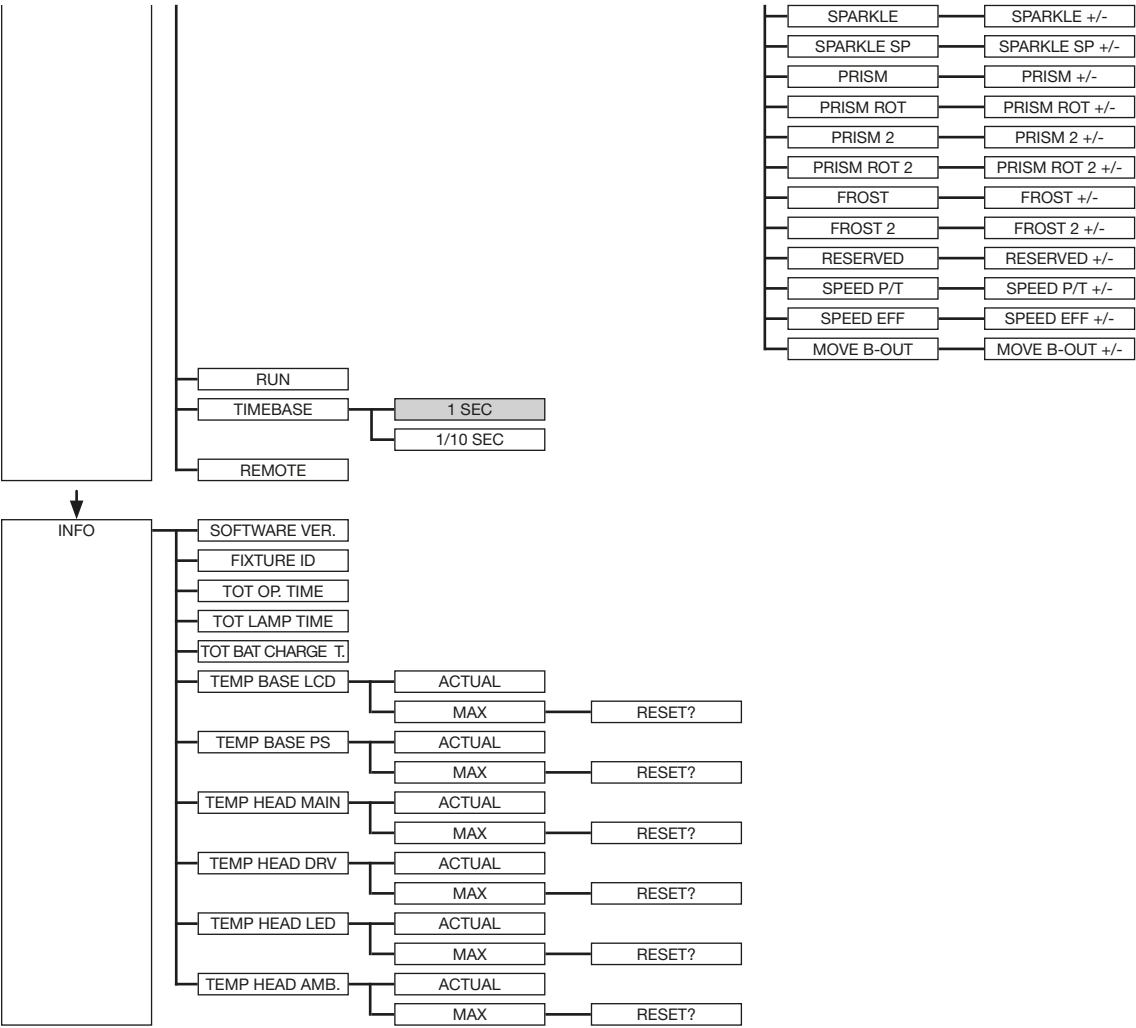 SPARKLE SPARKLE +/-
SPARKLE SP SPARKLE SP +/-
PRISM PRISM +/-
PRISM ROT PRISM ROT +/-
PRISM 2 PRISM 2 +/-
PRISM ROT 2 PRISM ROT 2 +/-
FROST FROST +/-
FROST 2 FROST 2 +/-
RESERVED RESERVED +/-
SPEED P/T SPEED P/T +/-
SPEED EFF SPEED EFF +/-
MOVE B-OUT MOVE B-OUT +/-
RUN
TIMEBASE 1 SEC
1/10 SEC
REMOTE
INFO SOFTWARE VER.
FIXTURE ID
TOT OP. TIME
TOT LAMP TIME
TOT BAT CHARGE T.
TEMP BASE LCD ACTUAL
MAX RESET?
TEMP BASE PS ACTUAL
MAX RESET?
TEMP HEAD MAIN ACTUAL
MAX RESET?
TEMP HEAD DRV ACTUAL
MAX RESET?
TEMP HEAD LED ACTUAL
MAX RESET?
TEMP HEAD AMB. ACTUAL
MAX RESET?